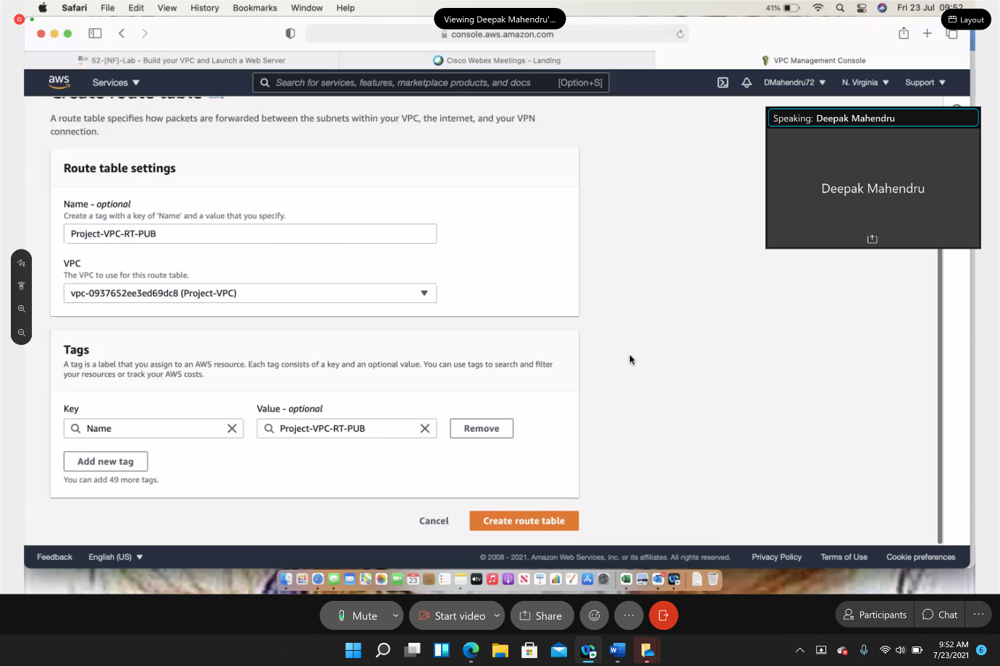 Safari File Edit View History Bookmarks Window Help
41%
Fri 23 Jul 09:52
Viewing Deepak Mahendru'...
Layout
console.aws.amazon.com
52-[NF]-Lab - Build your VPC and Launch a Web Server
Cisco Webex Meetings - Landing
VPC Management Console
aws
Services
Search for services, features, marketplace products, and docs
[Option+S]
DMahendru72
N. Virginia
Support
Create route table
A route table specifies how packets are forwarded between the subnets within your VPC, the internet, and your VPN
connection.
Speaking: Deepak Mahendru
Deepak Mahendru
Route table settings
Name - optional
Create a tag with a key of 'Name' and a value that you specify.
Project-VPC-RT-PUB
VPC
The VPC to use for this route table.
vpc-0937652ee3ed69dc8 (Project-VPC)
Tags
A tag is a label that you assign to an AWS resource. Each tag consists of a key and an optional value. You can use tags to search and filter
your resources or track your AWS costs.
Key
Value - optional
Name
Project-VPC-RT-PUB
Remove
Add new tag
You can add 49 more tags.
Cancel
Create route table
Feedback
English (US)
© 2008 - 2021, Amazon Web Services, Inc. or its affiliates. All rights reserved.
Privacy Policy
Terms of Use
Cookie preferences
23
tv
Mute
Start video
Share
Participants
Chat
9:52 AM
7/23/2021
6